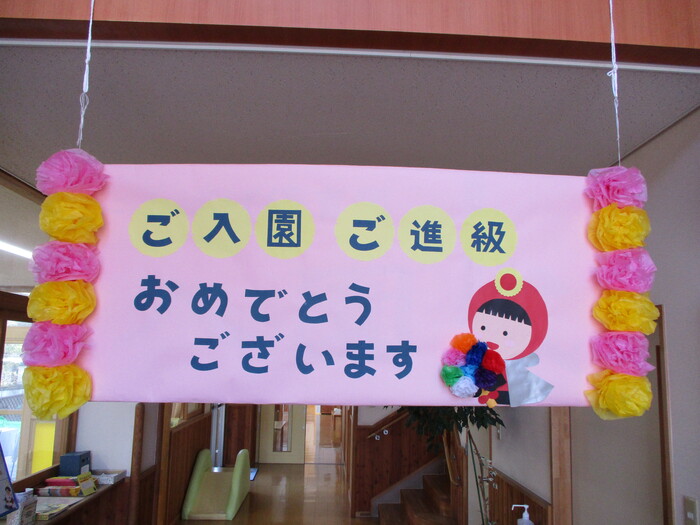 ご入園 ご進級
おめでとう
ございます